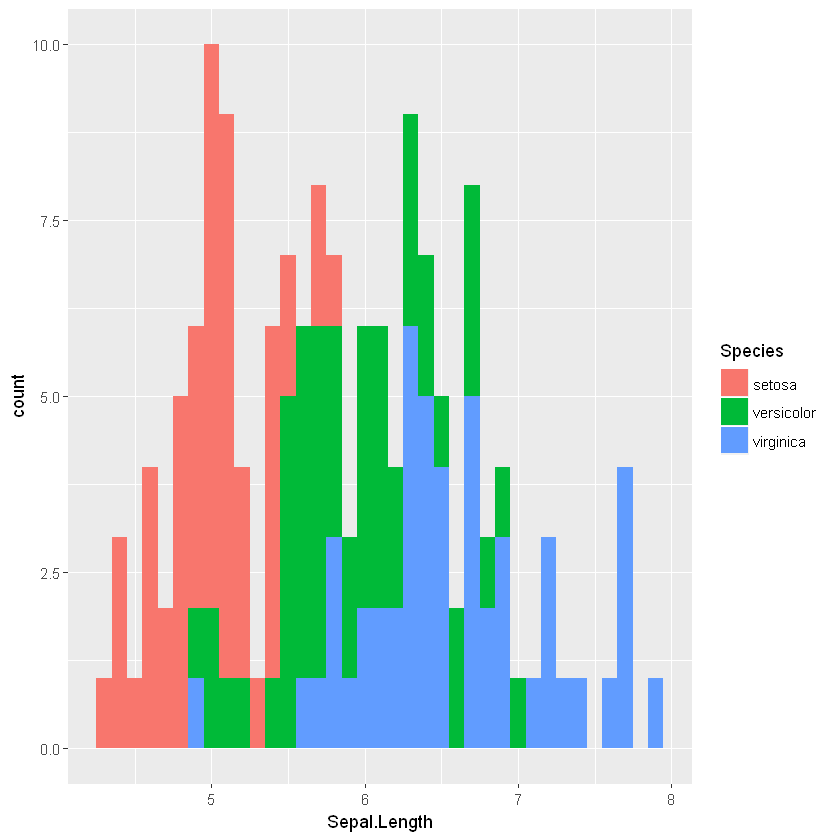 10.0
7.5
5.0
2.5
0.0
count
5 6 7 8
Sepal.Length
Species
setosa
versicolor
virginica